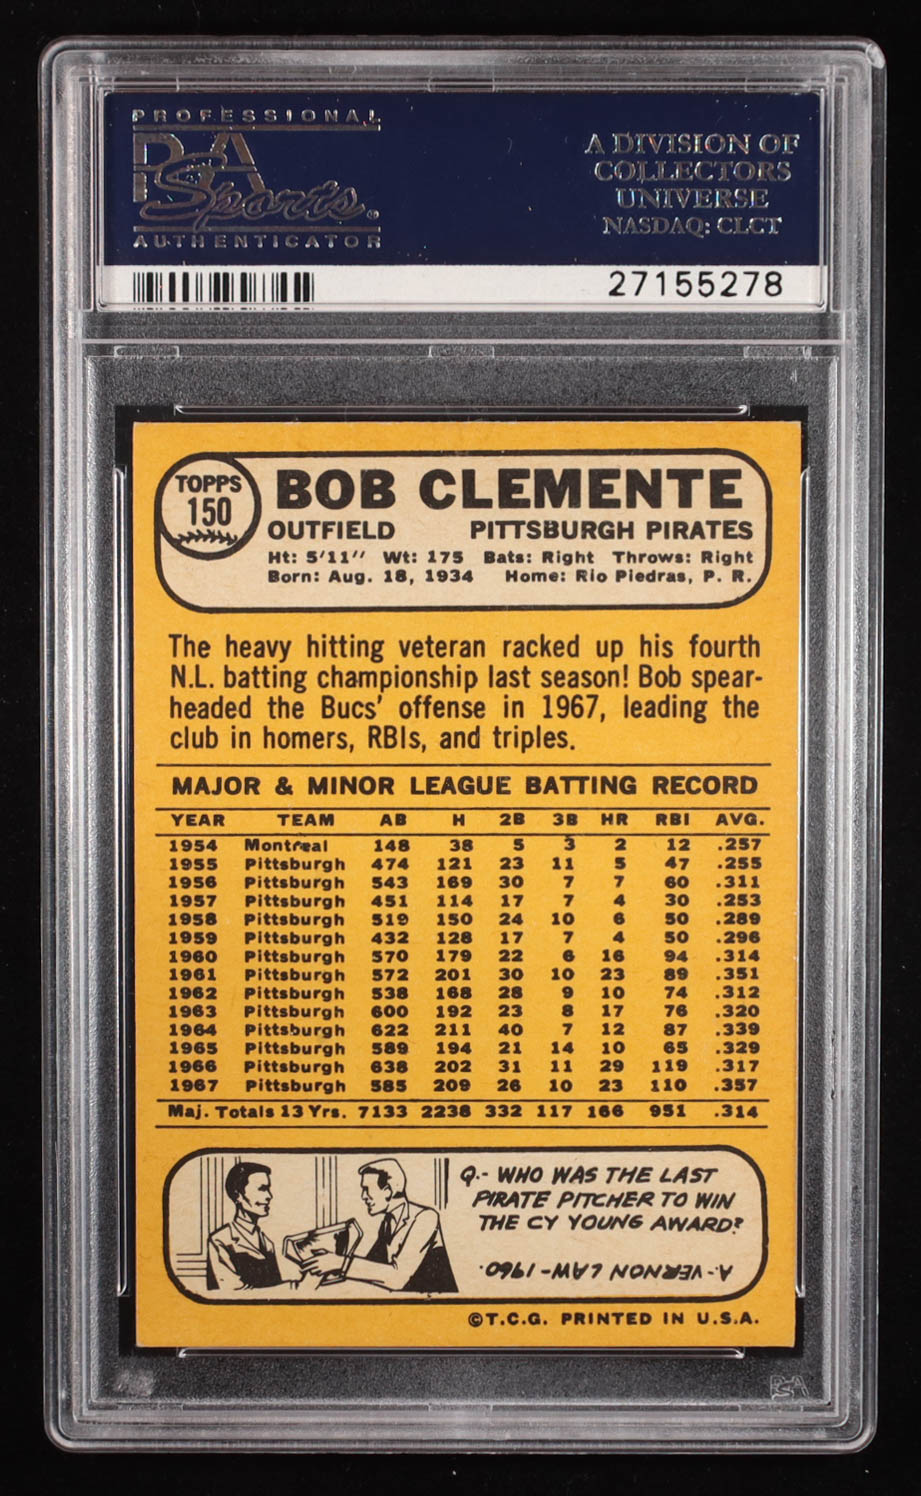 PROFESSIONAL
PSA
Sports®
AUTHENTICATOR
A DIVISION OF
COLLECTORS
UNIVERSE
NASDAQ: CLCT
27155278
TOPPS
150
BOB CLEMENTE
OUTFIELD PITTSBURGH PIRATES
Ht: 5'11" Wt: 175 Bats: Right Throws: Right
Born: Aug. 18, 1934 Home: Rio Piedras, P. R.
The heavy hitting veteran racked up his fourth
N.L. batting championship last season! Bob spear-
headed the Bucs' offense in 1967, leading the
club in homers, RBIs, and triples.
MAJOR & MINOR LEAGUE BATTING RECORD
YEAR TEAM AB H 2B 3B HR RBI AVG.
1954 Montreal 148 38 5 3 2 12 .257
1955 Pittsburgh 474 121 23 11 5 47 .255
1956 Pittsburgh 543 169 30 7 7 60 .311
1957 Pittsburgh 451 114 17 7 4 30 .253
1958 Pittsburgh 519 150 24 10 6 50 .289
1959 Pittsburgh 432 128 17 7 4 50 .296
1960 Pittsburgh 570 179 22 6 16 94 .314
1961 Pittsburgh 572 201 30 10 23 89 .351
1962 Pittsburgh 538 168 28 9 10 74 .312
1963 Pittsburgh 600 192 23 8 17 76 .320
1964 Pittsburgh 622 211 40 7 12 87 .339
1965 Pittsburgh 589 194 21 14 10 65 .329
1966 Pittsburgh 638 202 31 11 29 119 .317
1967 Pittsburgh 585 209 26 10 23 110 .357
Maj. Totals 13 Yrs. 7133 2238 332 117 166 951 .314
Q.- WHO WAS THE LAST
PIRATE PITCHER TO WIN
THE CY YOUNG AWARD?
A.-VERNON LAW-1960.
©T.C.G. PRINTED IN U.S.A.
PSA